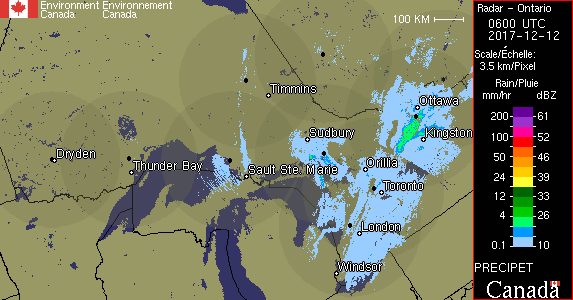 Environment Environnement
Canada Canada
100 KM
Timmins
Ottawa
Sudbury
Kingston
Dryden
Thunder Bay
Sault Ste. Marie
Orillia
Toronto
London
Windsor
Radar - Ontario
0600 UTC
2017-12-12
Scale/Échelle:
3.5 km/Pixel
Rain/Pluie
mm/hr dBZ
200 61
100 52
50 46
24 39
12 33
4 26
0.1 10
PRECIPET
Canada